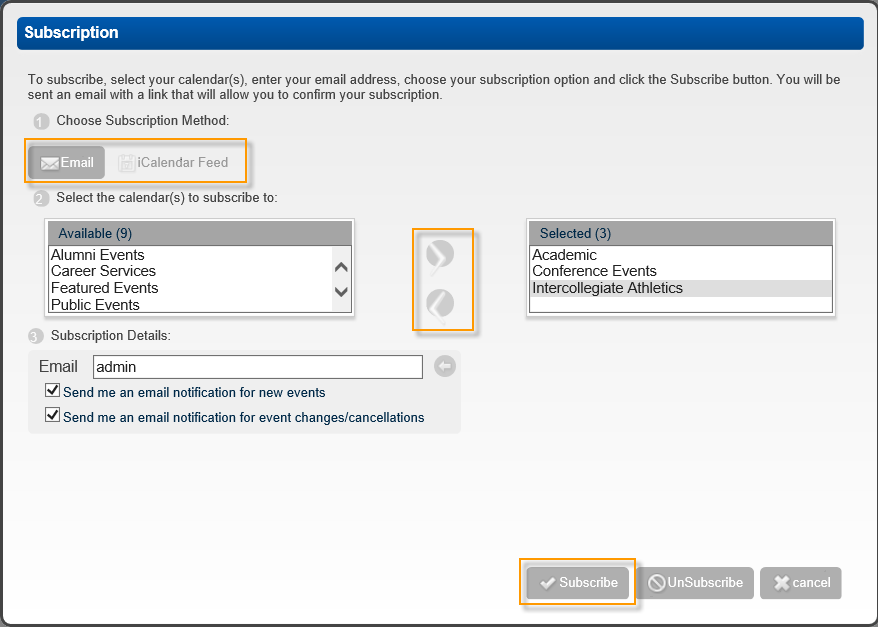 Subscription
To subscribe, select your calendar(s), enter your email address, choose your subscription option and click the Subscribe button. You will be
sent an email with a link that will allow you to confirm your subscription.
1 Choose Subscription Method:
Email iCalendar Feed
2 Select the calendar(s) to subscribe to:
Available (9)
Alumni Events
Career Services
Featured Events
Public Events
Selected (3)
Academic
Conference Events
Intercollegiate Athletics
3 Subscription Details:
Email admin
Send me an email notification for new events
Send me an email notification for event changes/cancellations
Subscribe UnSubscribe cancel